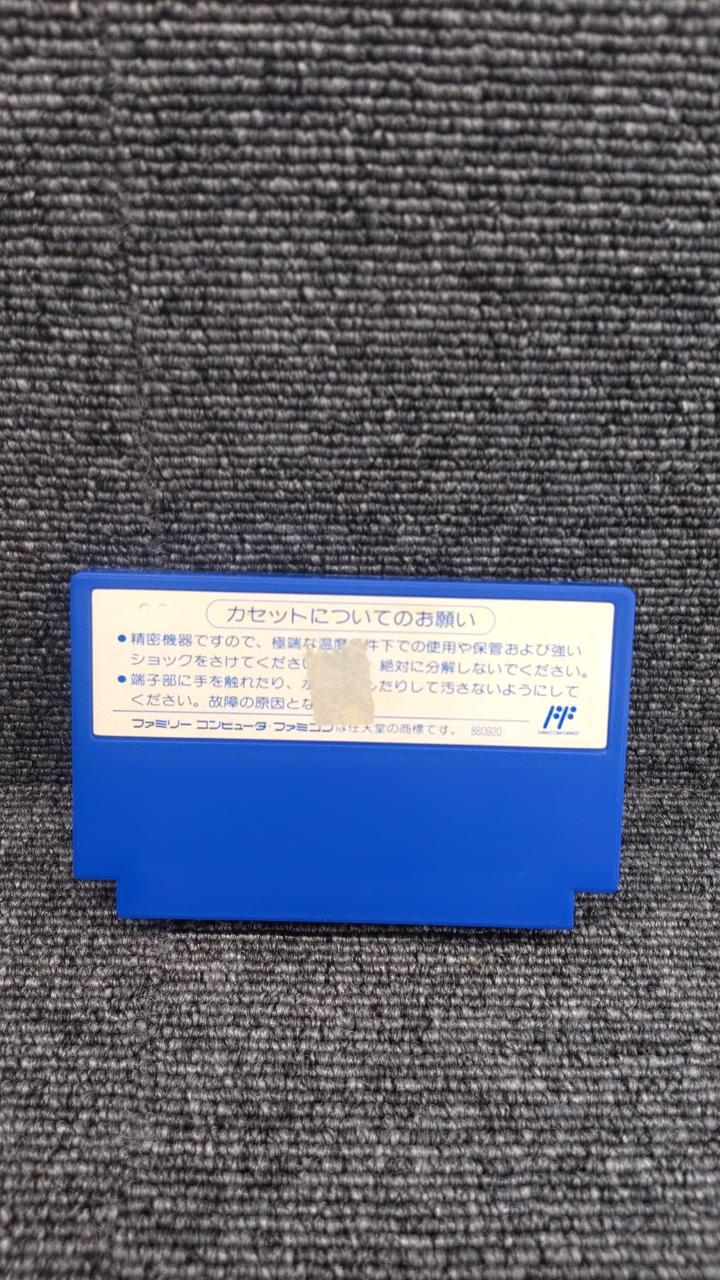 カセットについてのお願い
●精密機器ですので、極端な温度 件下での使用や保管および強い
ショックをさけてくださ 絶対に分解しないでください。
●端子部に手を触れたり、 したりして汚さないようにして
ください。故障の原因とな
ファミリー コンピュータ・ファミコンは任天堂の商標です。 880920
FAMICOM FAMILY